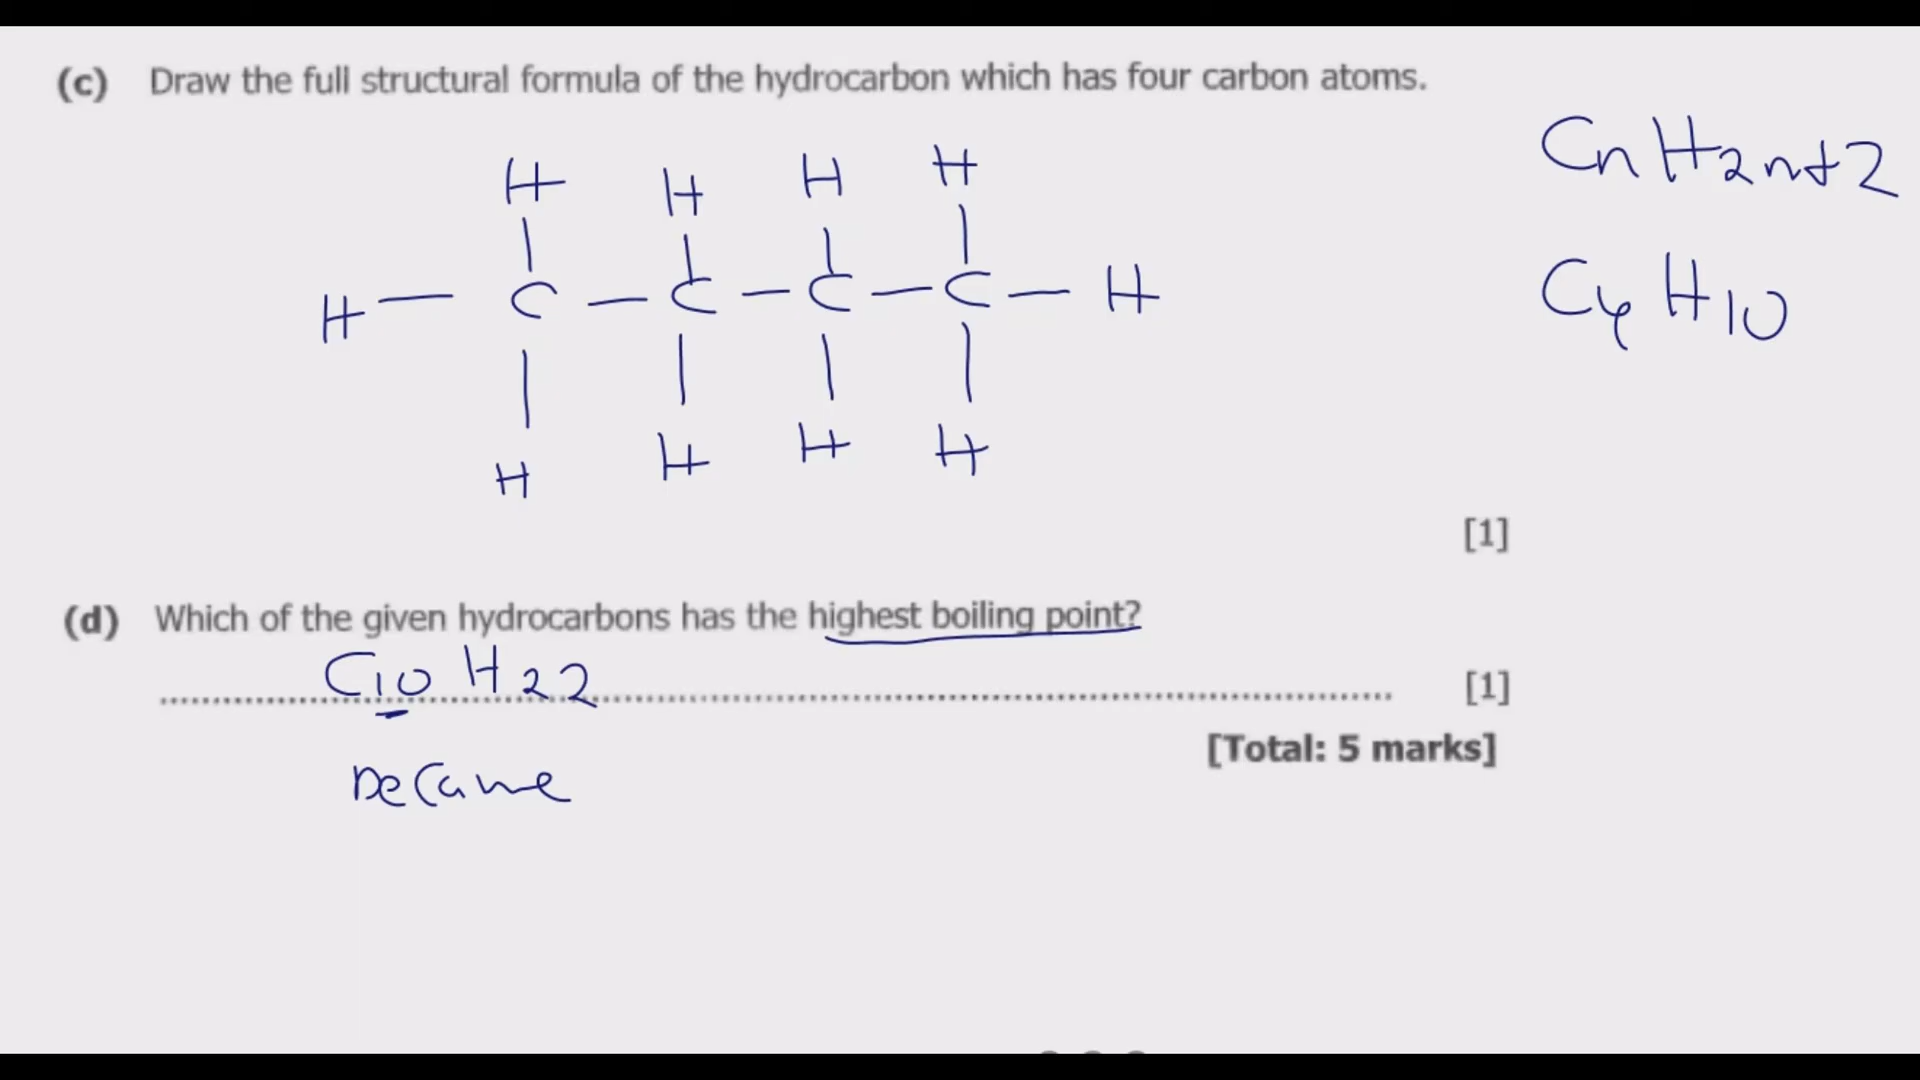 (c) Draw the full structural formula of the hydrocarbon which has four carbon atoms.
CnH2n+2
H H H H
C4H10
H — C — C — C — C — H
H H H H
[1]
(d) Which of the given hydrocarbons has the highest boiling point?
C10H22
[1]
[Total: 5 marks]
Decane